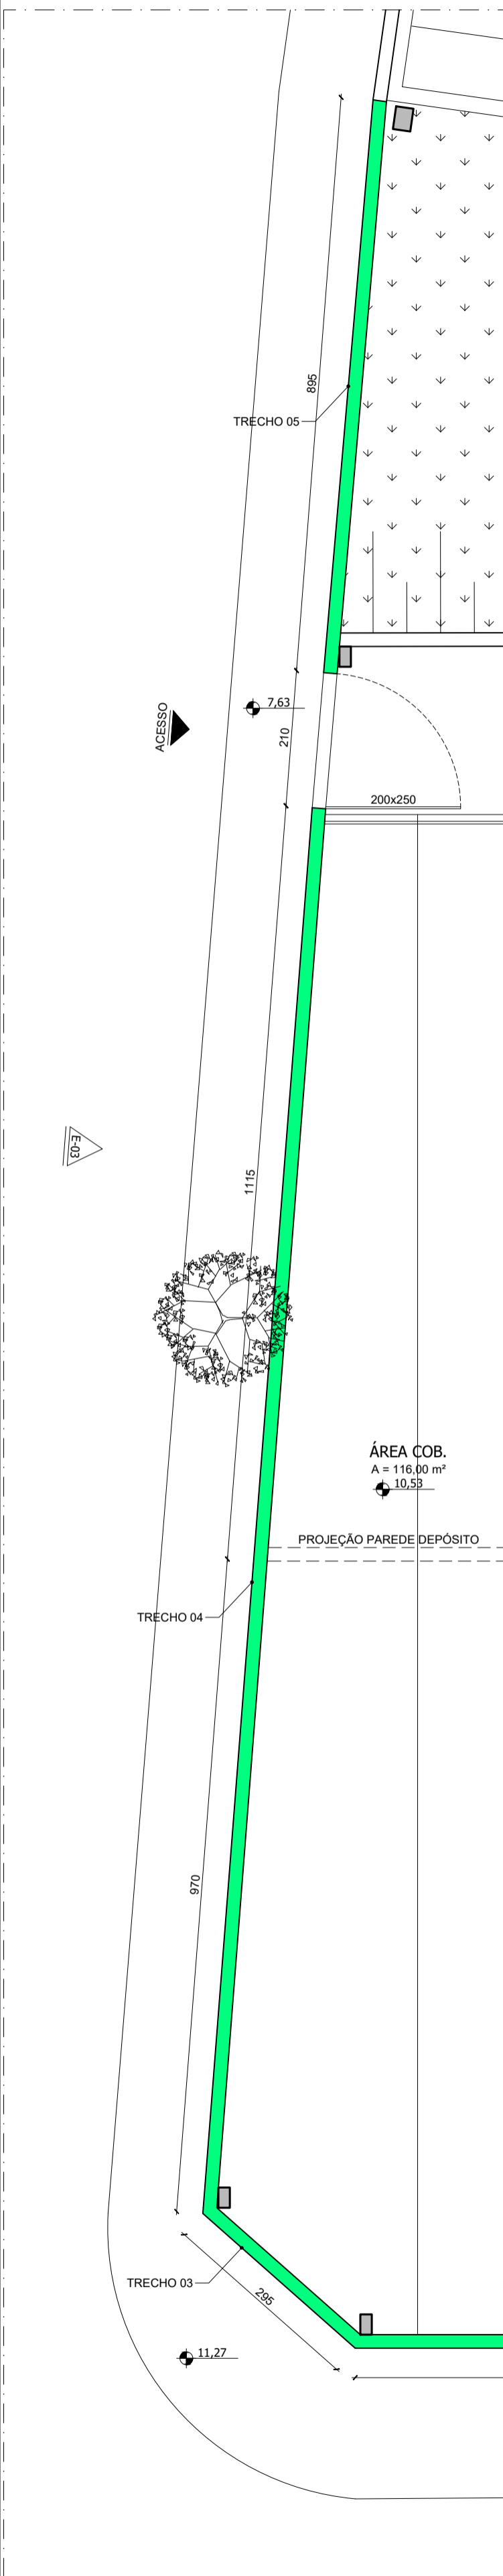 895
TRECHO 05
7,63
ACESSO
210
200x250
E-03
1115
ÁREA COB.
A = 116,00 m²
10,53
PROJEÇÃO PAREDE DEPÓSITO
TRECHO 04
970
TRECHO 03
295
11,27